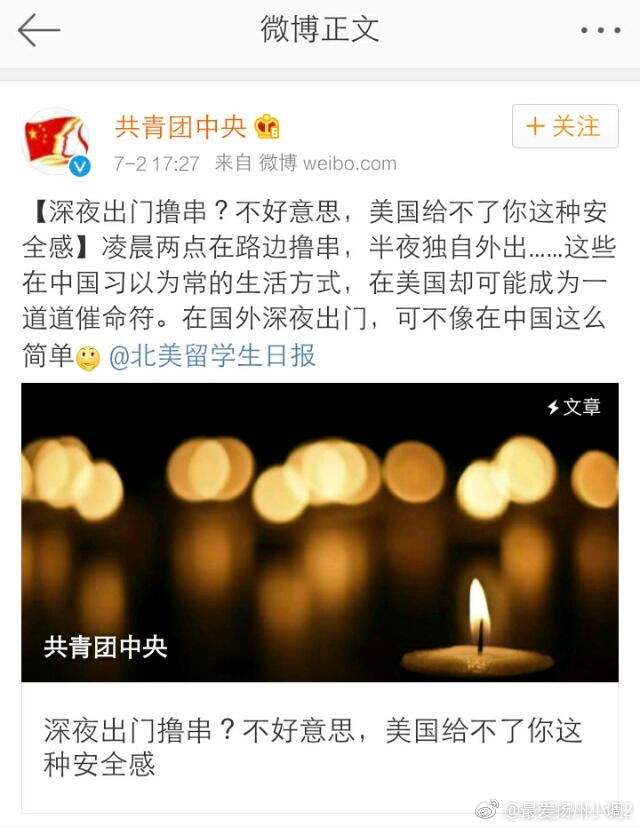 微博正文
共青团中央
+ 关注
7-2 17:27 来自 微博 weibo.com
【深夜出门撸串？不好意思，美国给不了你这种安
全感】凌晨两点在路边撸串，半夜独自外出……这些
在中国习以为常的生活方式，在美国却可能成为一
道道催命符。在国外深夜出门，可不像在中国这么
简单 @北美留学生日报
文章
共青团中央
深夜出门撸串？不好意思，美国给不了你这
种安全感
@最爱扬州小调2